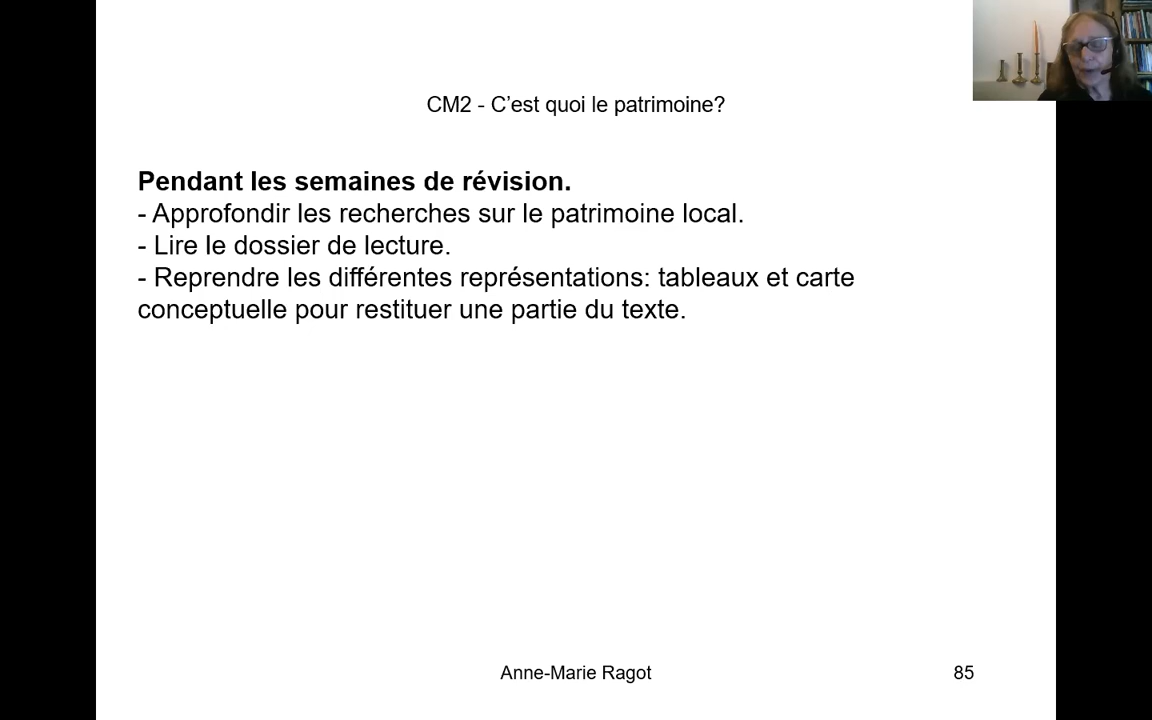 CM2 - C’est quoi le patrimoine?
Pendant les semaines de révision.
- Approfondir les recherches sur le patrimoine local.
- Lire le dossier de lecture.
- Reprendre les différentes représentations: tableaux et carte
conceptuelle pour restituer une partie du texte.
Anne-Marie Ragot
85